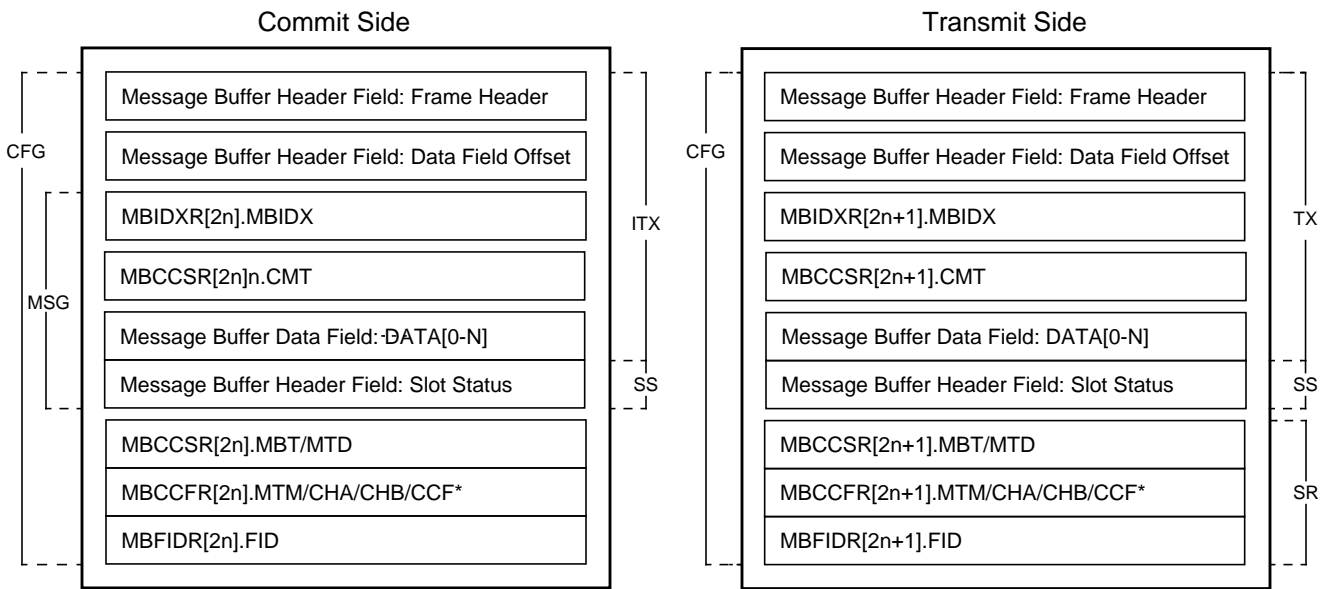 Commit Side
CFG
MSG
Message Buffer Header Field: Frame Header
Message Buffer Header Field: Data Field Offset
MBIDXR[2n].MBIDX
MBCCSR[2n]n.CMT
Message Buffer Data Field: DATA[0-N]
Message Buffer Header Field: Slot Status
MBCCSR[2n].MBT/MTD
MBCCFR[2n].MTM/CHA/CHB/CCF*
MBFIDR[2n].FID
ITX
SS
Transmit Side
CFG
Message Buffer Header Field: Frame Header
Message Buffer Header Field: Data Field Offset
MBIDXR[2n+1].MBIDX
MBCCSR[2n+1].CMT
Message Buffer Data Field: DATA[0-N]
Message Buffer Header Field: Slot Status
MBCCSR[2n+1].MBT/MTD
MBCCFR[2n+1].MTM/CHA/CHB/CCF*
MBFIDR[2n+1].FID
TX
SS
SR